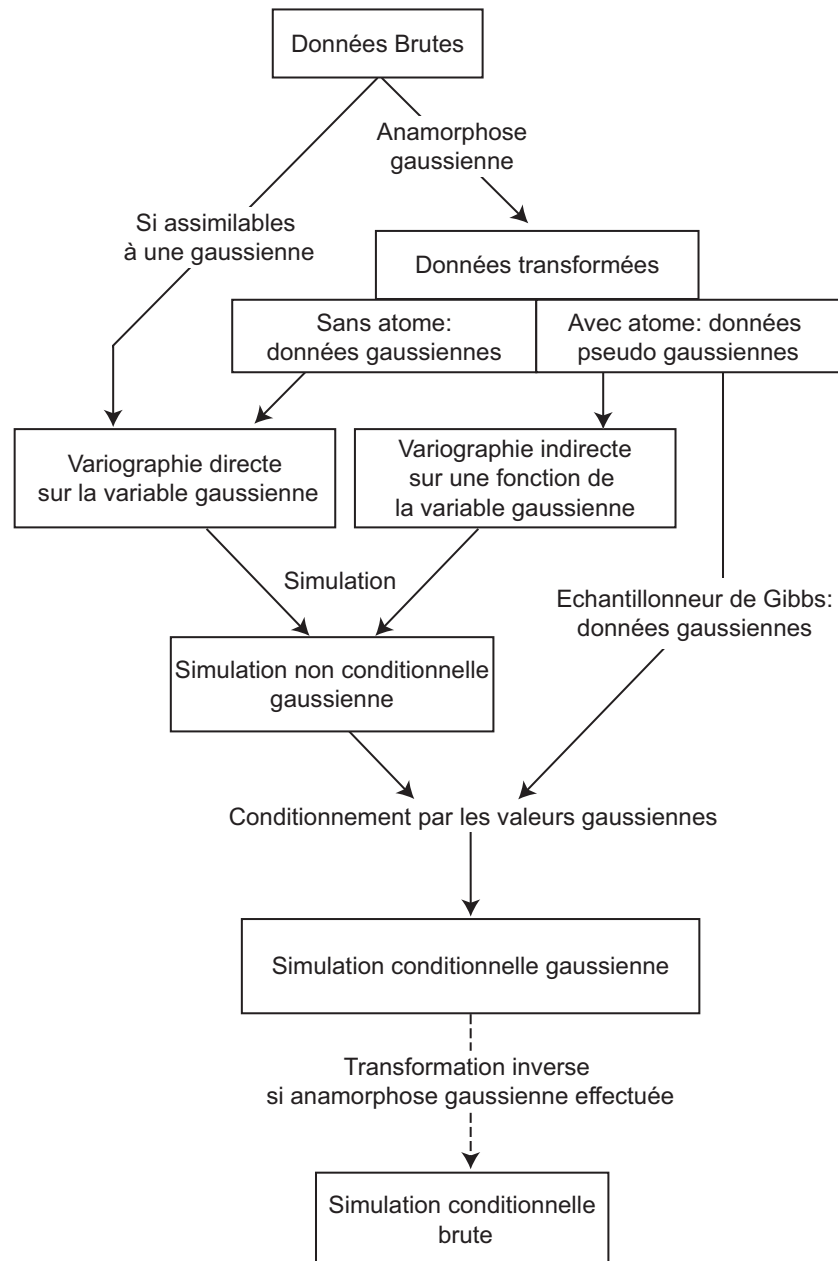 Données Brutes
Anamorphose
gaussienne
Si assimilables
à une gaussienne
Données transformées
Sans atome:
données gaussiennes
Avec atome: données
pseudo gaussiennes
Variographie directe
sur la variable gaussienne
Variographie indirecte
sur une fonction de
la variable gaussienne
Simulation
Echantillonneur de Gibbs:
données gaussiennes
Simulation non conditionnelle
gaussienne
Conditionnement par les valeurs gaussiennes
Simulation conditionnelle gaussienne
Transformation inverse
si anamorphose gaussienne effectuée
Simulation conditionnelle
brute